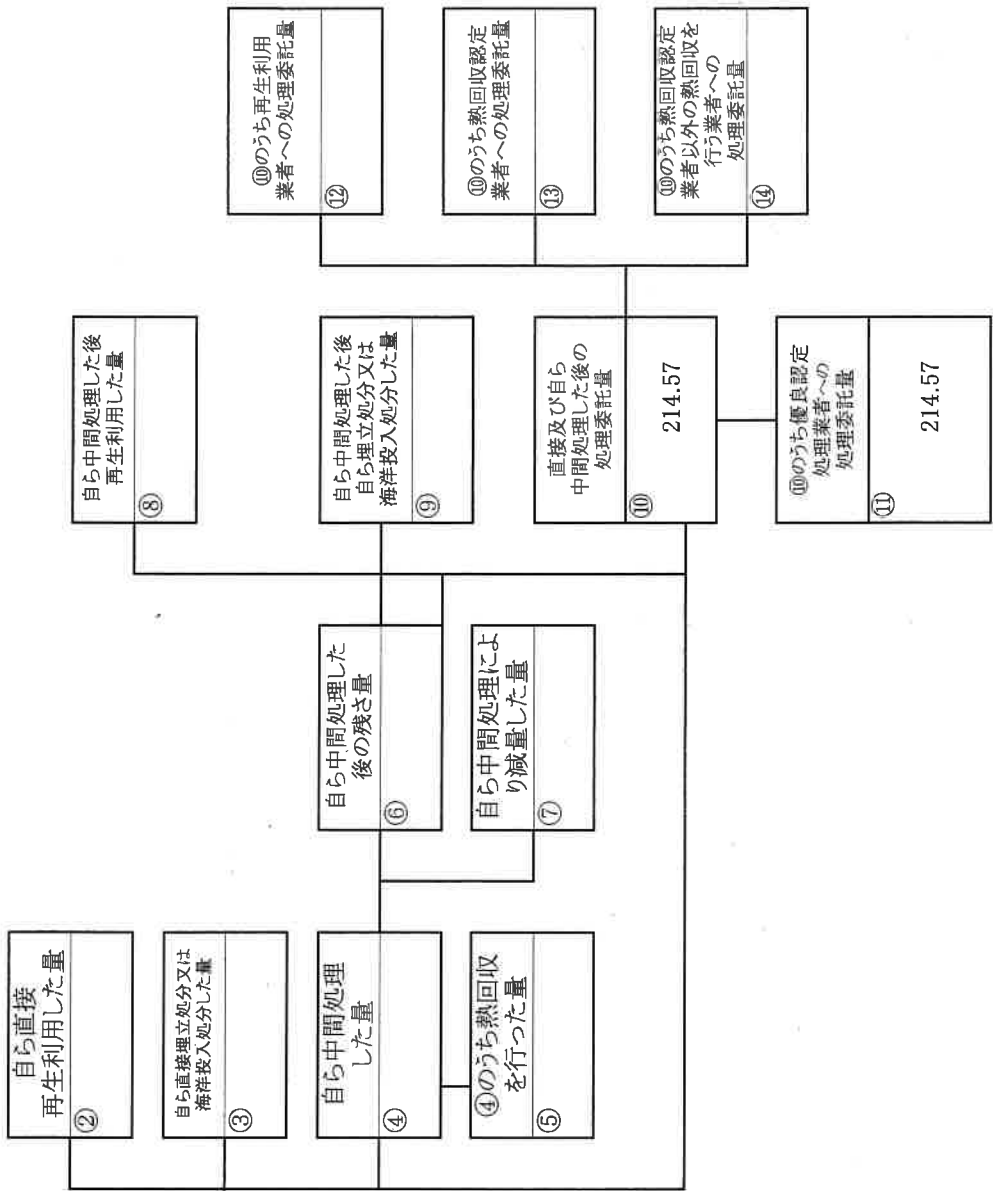 自ら直接
再生利用した量
②
自ら直接埋立処分又は
海洋投入処分した量
③
自ら中間処理
した量
④
④のうち熱回収
を行った量
⑤
自ら中間処理した
後の残さ量
⑥
自ら中間処理によ
り減量した量
⑦
自ら中間処理した後
再生利用した量
⑧
自ら中間処理した後
自ら埋立処分又は
海洋投入処分した量
⑨
直接及び自ら
中間処理した後の
処理委託量
⑩
214.57
⑩のうち優良認定
処理業者への
処理委託量
⑪
214.57
⑩のうち再生利用
業者への処理委託量
⑫
⑩のうち熱回収認定
業者への処理委託量
⑬
⑩のうち熱回収認定
業者以外の熱回収を
行う業者への
処理委託量
⑭